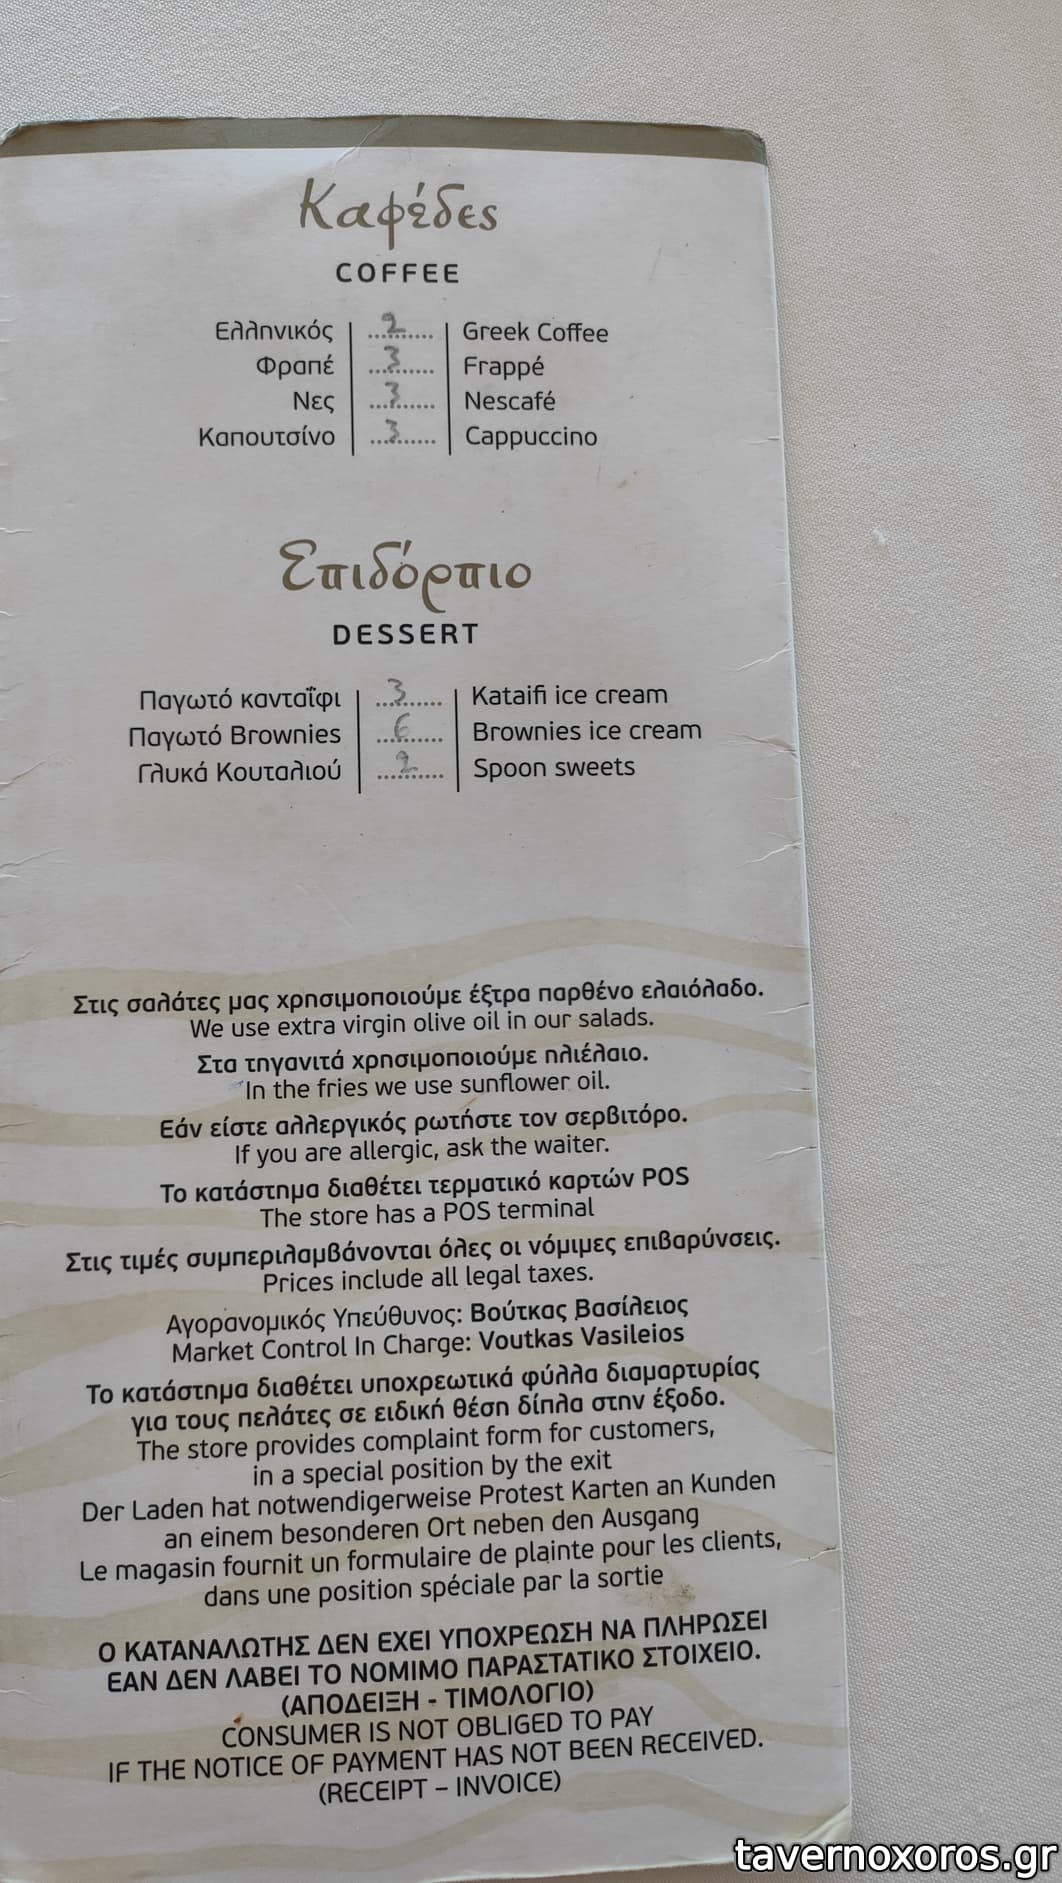 Καφέδες
COFFEE
Ελληνικός 2 Greek Coffee
Φραπέ 3 Frappé
Νες 3 Nescafé
Καπουτσίνο 3 Cappuccino
Επιδόρπιο
DESSERT
Παγωτό κανταΐφι 3 Kataifi ice cream
Παγωτό Brownies 6 Brownies ice cream
Γλυκά Κουταλιού 2 Spoon sweets
Στις σαλάτες μας χρησιμοποιούμε έξτρα παρθένο ελαιόλαδο.
We use extra virgin olive oil in our salads.
Στα τηγανιτά χρησιμοποιούμε ηλιέλαιο.
In the fries we use sunflower oil.
Εάν είστε αλλεργικός ρωτήστε τον σερβιτόρο.
If you are allergic, ask the waiter.
Το κατάστημα διαθέτει τερματικό καρτών POS
The store has a POS terminal
Στις τιμές συμπεριλαμβάνονται όλες οι νόμιμες επιβαρύνσεις.
Prices include all legal taxes.
Αγορανομικός Υπεύθυνος: Βούτκας Βασίλειος
Market Control In Charge: Voutkas Vasileios
Το κατάστημα διαθέτει υποχρεωτικά φύλλα διαμαρτυρίας
για τους πελάτες σε ειδική θέση δίπλα στην έξοδο.
The store provides complaint form for customers,
in a special position by the exit
Der Laden hat notwendigerweise Protest Karten an Kunden
an einem besonderen Ort neben den Ausgang
Le magasin fournit un formulaire de plainte pour les clients,
dans une position spéciale par la sortie
Ο ΚΑΤΑΝΑΛΩΤΗΣ ΔΕΝ ΕΧΕΙ ΥΠΟΧΡΕΩΣΗ ΝΑ ΠΛΗΡΩΣΕΙ
ΕΑΝ ΔΕΝ ΛΑΒΕΙ ΤΟ ΝΟΜΙΜΟ ΠΑΡΑΣΤΑΤΙΚΟ ΣΤΟΙΧΕΙΟ.
(ΑΠΟΔΕΙΞΗ - ΤΙΜΟΛΟΓΙΟ)
CONSUMER IS NOT OBLIGED TO PAY
IF THE NOTICE OF PAYMENT HAS NOT BEEN RECEIVED.
(RECEIPT – INVOICE)
tavernoxoros.gr